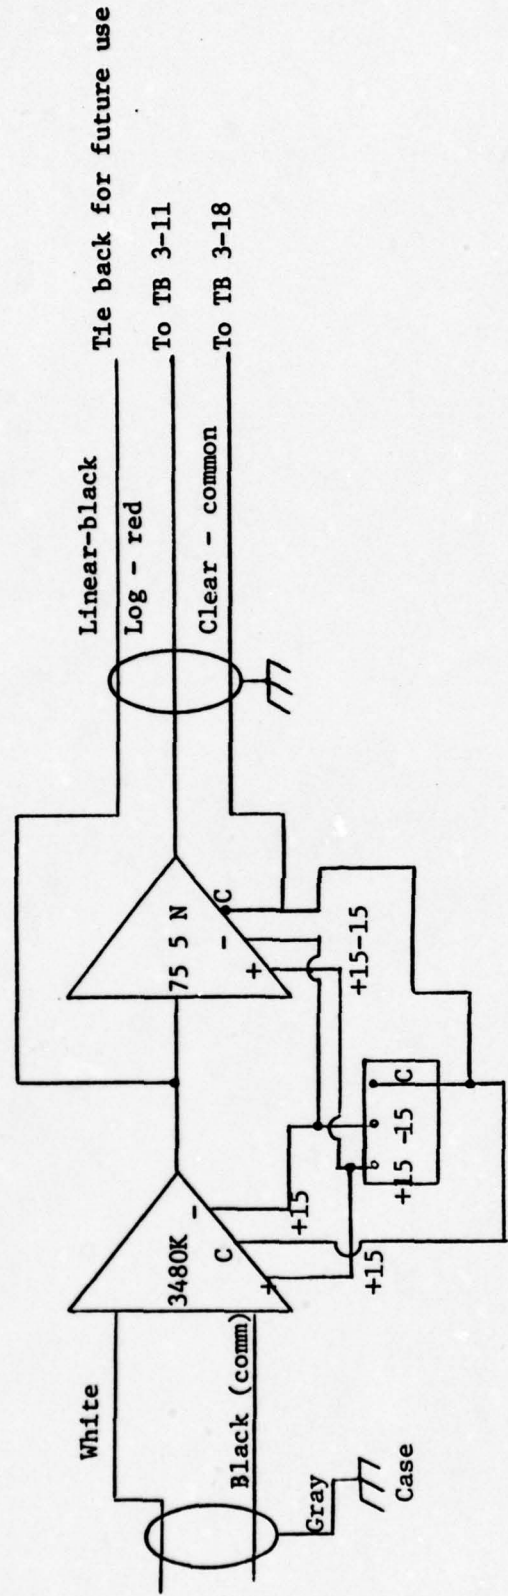 White
Black (comm)
Gray
Case
3480K
-
C
+
+15
+15
+15 -15 C
75 5 N
C
-
+
+15-15
Linear-black
Log - red
Clear - common
Tie back for future use
To TB 3-11
To TB 3-18